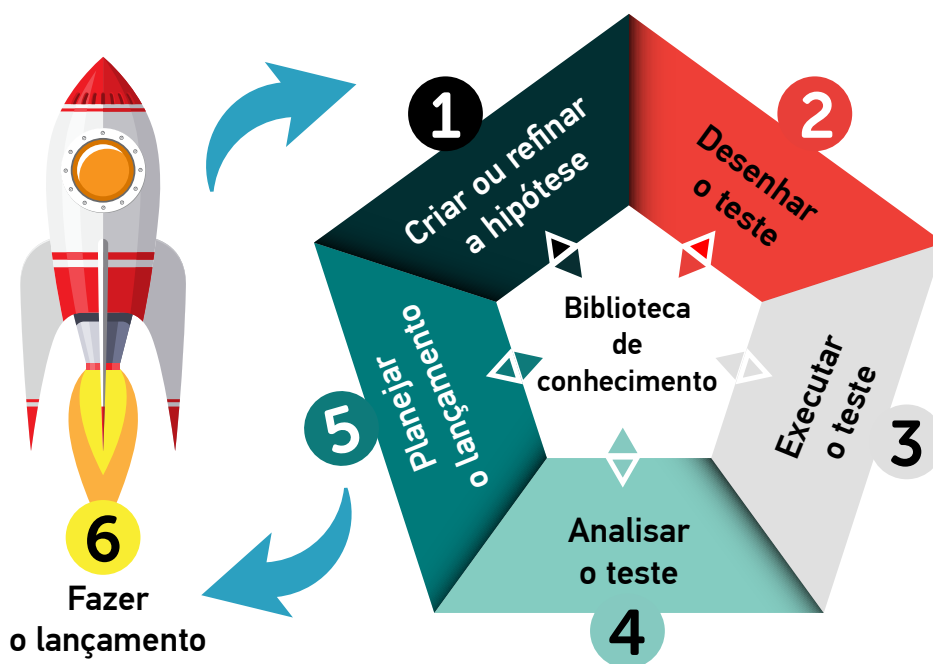 1
Criar ou refinar
a hipótese
2
Desenhar
o teste
3
Executar
o teste
4
Analisar
o teste
5
Planejar
o lançamento
6
Fazer
o lançamento
Biblioteca
de
conhecimento